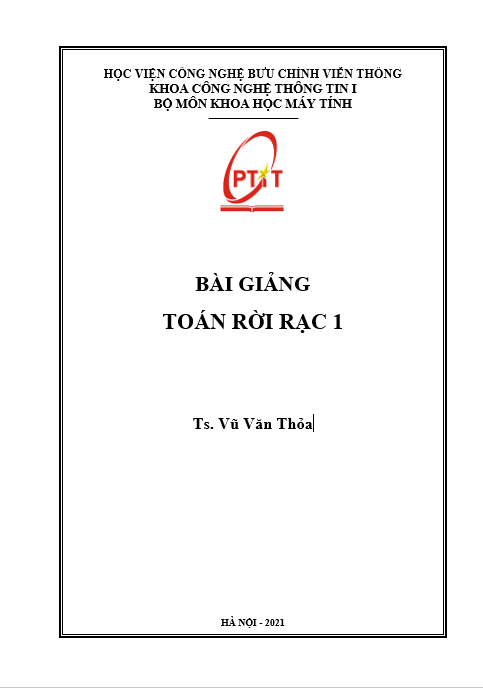 HỌC VIỆN CÔNG NGHỆ BƯU CHÍNH VIỄN THÔNG
KHOA CÔNG NGHỆ THÔNG TIN I
BỘ MÔN KHOA HỌC MÁY TÍNH
PTIT
BÀI GIẢNG
TOÁN RỜI RẠC 1
Ts. Vũ Văn Thỏa
HÀ NỘI - 2021